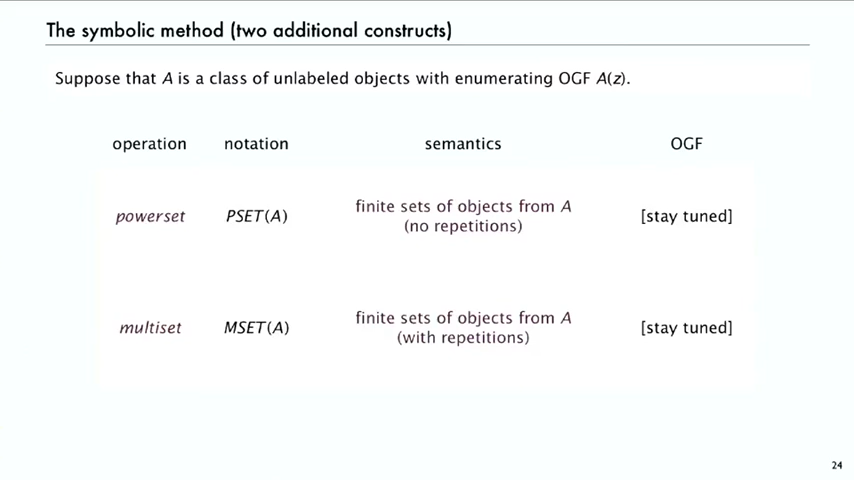 The symbolic method (two additional constructs)
Suppose that A is a class of unlabeled objects with enumerating OGF A(z).
operation notation semantics OGF
powerset PSET(A) finite sets of objects from A [stay tuned]
(no repetitions)
multiset MSET(A) finite sets of objects from A [stay tuned]
(with repetitions)
24